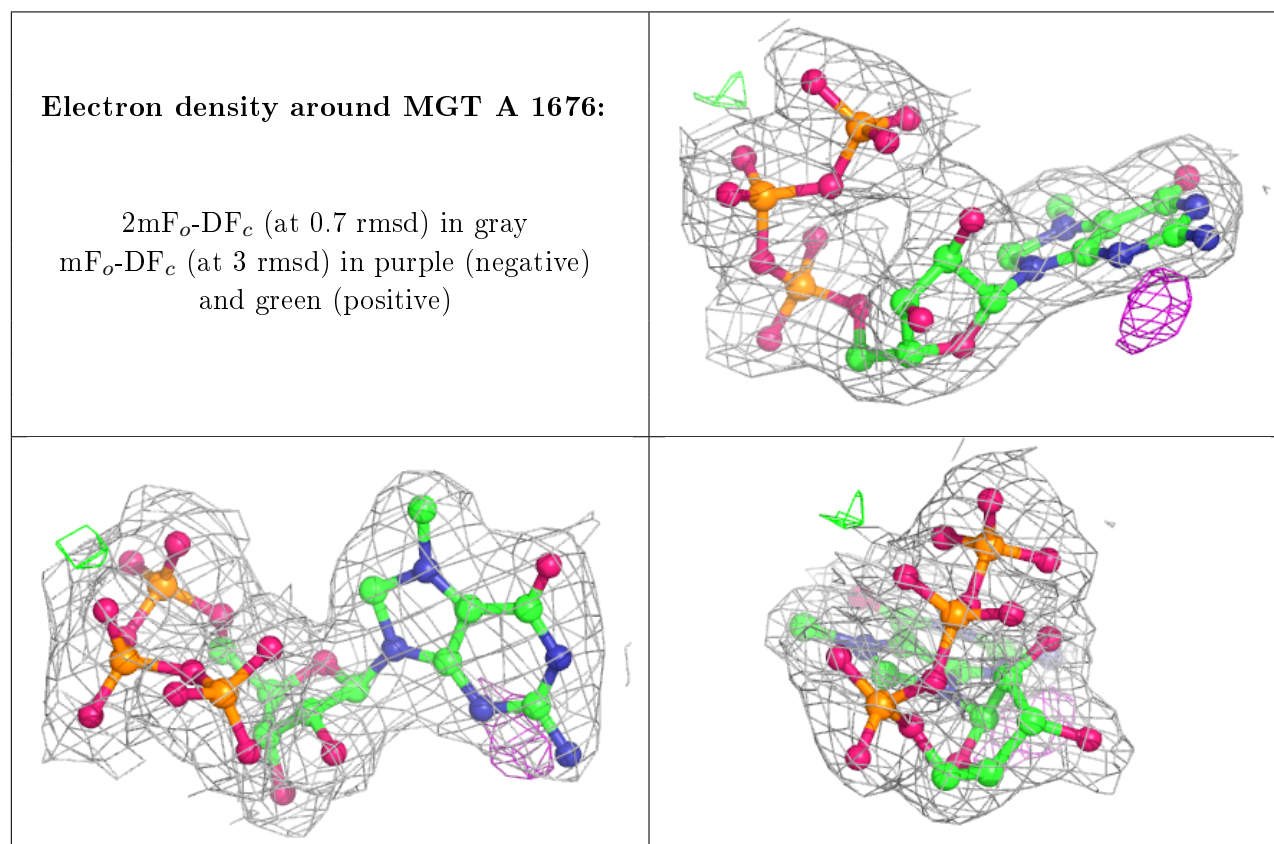 Electron density around MGT A 1676:
2mFo-DFc (at 0.7 rmsd) in gray
mFo-DFc (at 3 rmsd) in purple (negative)
and green (positive)